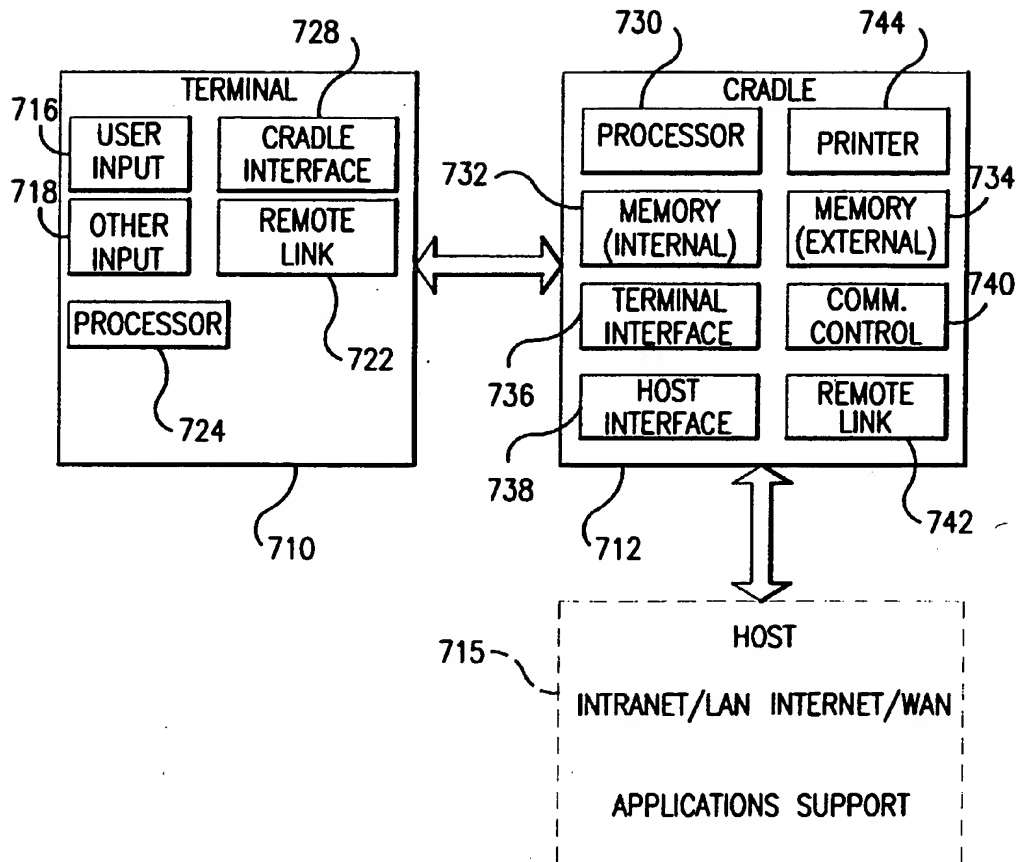 728
730
744
TERMINAL
CRADLE
716
USER
INPUT
CRADLE
INTERFACE
PROCESSOR
PRINTER
718
OTHER
INPUT
REMOTE
LINK
732
MEMORY
(INTERNAL)
MEMORY
(EXTERNAL)
734
PROCESSOR
722
TERMINAL
INTERFACE
COMM.
CONTROL
740
724
736
HOST
INTERFACE
REMOTE
LINK
738
710
712
742
715
HOST
INTRANET/LAN INTERNET/WAN
APPLICATIONS SUPPORT